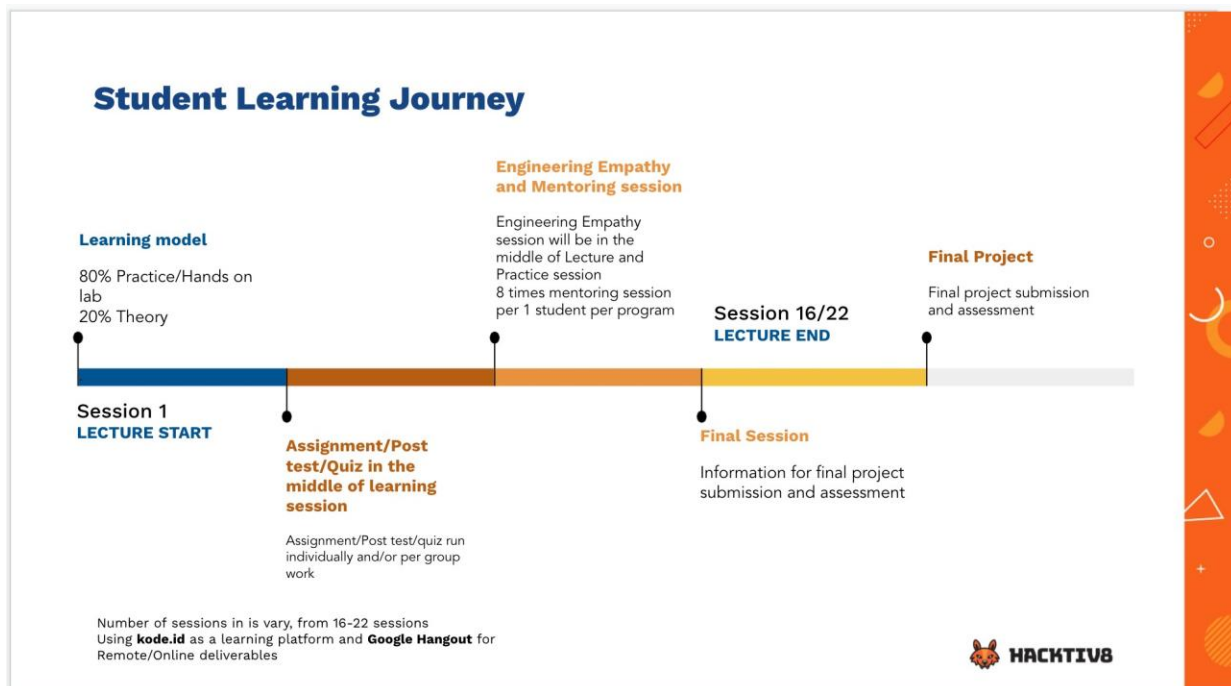 Student Learning Journey
Engineering Empathy
and Mentoring session
Engineering Empathy
session will be in the
middle of Lecture and
Practice session
8 times mentoring session
per 1 student per program
Learning model
80% Practice/Hands on
lab
20% Theory
Final Project
Final project submission
and assessment
Session 16/22
LECTURE END
Session 1
LECTURE START
Assignment/Post
test/Quiz in the
middle of learning
session
Assignment/Post test/quiz run
individually and/or per group
work
Final Session
Information for final project
submission and assessment
Number of sessions in is vary, from 16-22 sessions
Using kode.id as a learning platform and Google Hangout for
Remote/Online deliverables
HACKTIV8